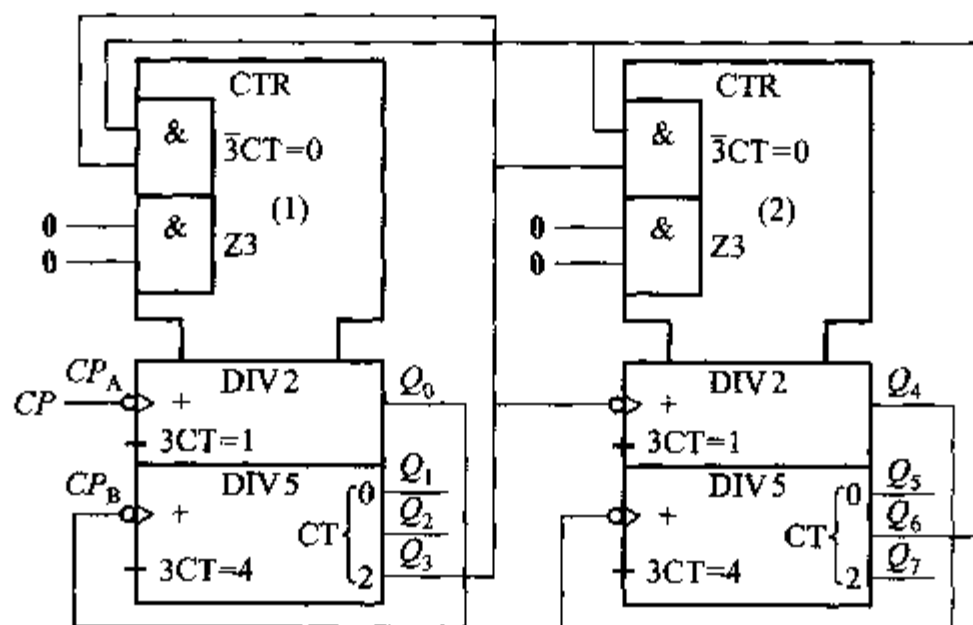 CTR
&
3̅CT=0
(1)
&
Z3
0
0
CP_A
DIV2
Q_0
CP
+
3CT=1
CP_B
DIV5
Q_1
+
0
Q_2
CT
Q_3
3CT=4
2
CTR
&
3̅CT=0
(2)
&
Z3
0
0
DIV2
Q_4
+
3CT=1
DIV5
Q_5
+
0
Q_6
CT
Q_7
3CT=4
2